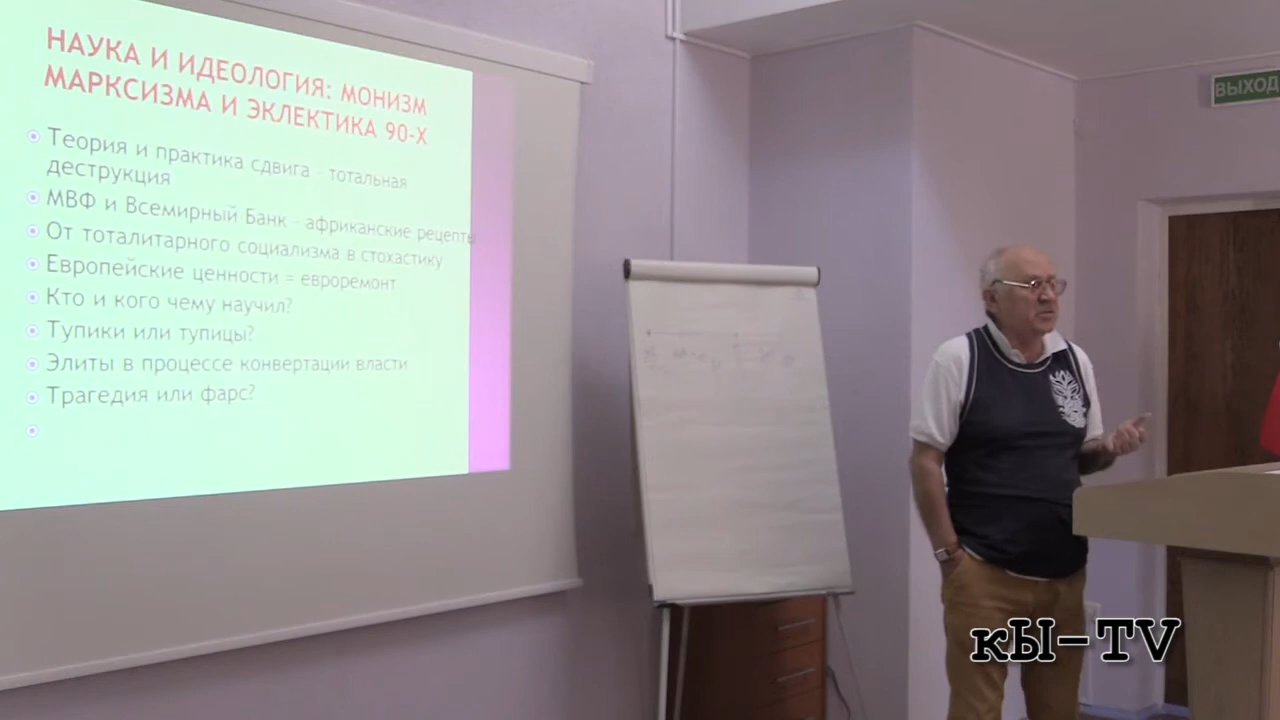 НАУКА И ИДЕОЛОГИЯ: МОНИЗМ
МАРКСИЗМА И ЭКЛЕКТИКА 90-Х
Теория и практика сдвига – тотальная
деструкция
МВФ и Всемирный Банк – африканские рецепты
От тоталитарного социализма в стохастику
Европейские ценности = евроремонт
Кто и кого чему научил?
Тупики или тупицы?
Элиты в процессе конвертации власти
Трагедия или фарс?
ВЫХОД
кЫ-TV